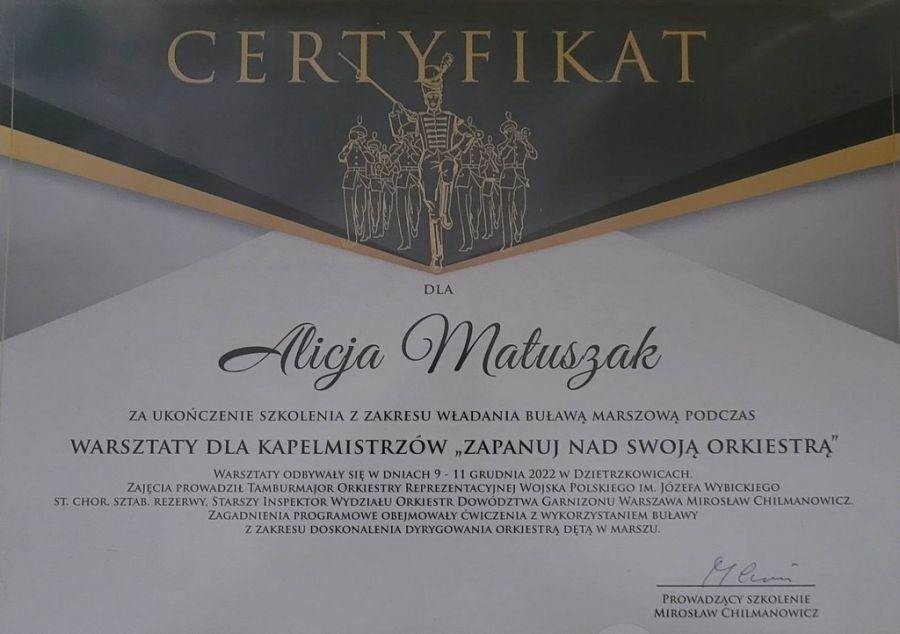 CERTYFIKAT
DLA
Alicja Matuszak
ZA UKOŃCZENIE SZKOLENIA Z ZAKRESU WŁADANIA BUŁAWĄ MARSZOWĄ PODCZAS
WARSZTATY DLA KAPELMISTRZÓW „ZAPANUJ NAD SWOJĄ ORKIESTRĄ”
WARSZTATY ODBYWAŁY SIĘ W DNIACH 9 - 11 GRUDNIA 2022 W DZIETRZKOWICACH.
ZAJĘCIA PROWADZIŁ TAMBURMAJOR ORKIESTRY REPREZENTACYJNEJ WOJSKA POLSKIEGO IM. JÓZEFA WYBICKIEGO
ST. CHOR. SZTAB. REZERWY, STARSZY INSPEKTOR WYDZIAŁU ORKIESTR DOWÓDZTWA GARNIZONU WARSZAWA MIROSŁAW CHILMANOWICZ.
ZAGADNIENIA PROGRAMOWE OBEJMOWAŁY ĆWICZENIA Z WYKORZYSTANIEM BUŁAWY
Z ZAKRESU DOSKONALENIA DYRYGOWANIA ORKIESTRĄ DĘTĄ W MARSZU.
PROWADZĄCY SZKOLENIE
MIROSŁAW CHILMANOWICZ